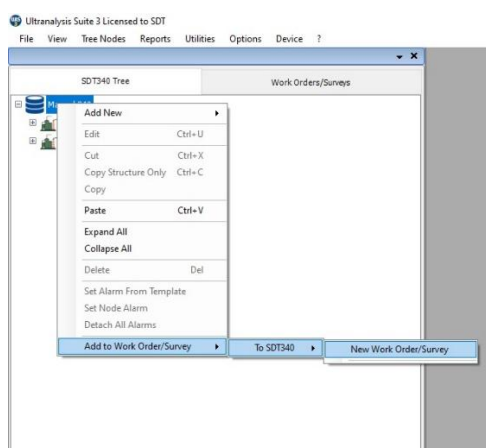 Ultranalysis Suite 3 Licensed to SDT
File View Tree Nodes Reports Utilities Options Device ?
SDT340 Tree Work Orders/Surveys
Add New
Edit Ctrl+U
Cut Ctrl+X
Copy Structure Only Ctrl+C
Copy
Paste Ctrl+V
Expand All
Collapse All
Delete Del
Set Alarm From Template
Set Node Alarm
Detach All Alarms
Add to Work Order/Survey To SDT340 New Work Order/Survey